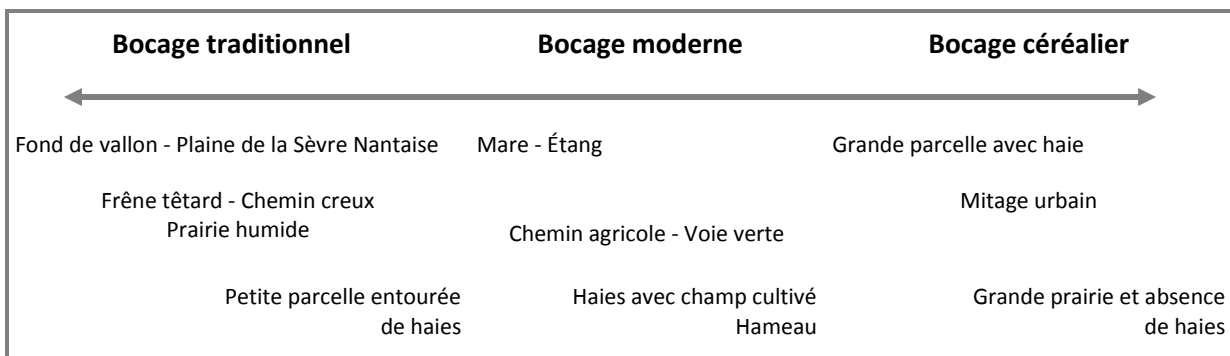 Bocage traditionnel Bocage moderne Bocage céréalier
Fond de vallon - Plaine de la Sèvre Nantaise Mare - Étang Grande parcelle avec haie
Frêne têtard - Chemin creux Mitage urbain
Prairie humide Chemin agricole - Voie verte
Petite parcelle entourée Haies avec champ cultivé Grande prairie et absence
de haies Hameau de haies